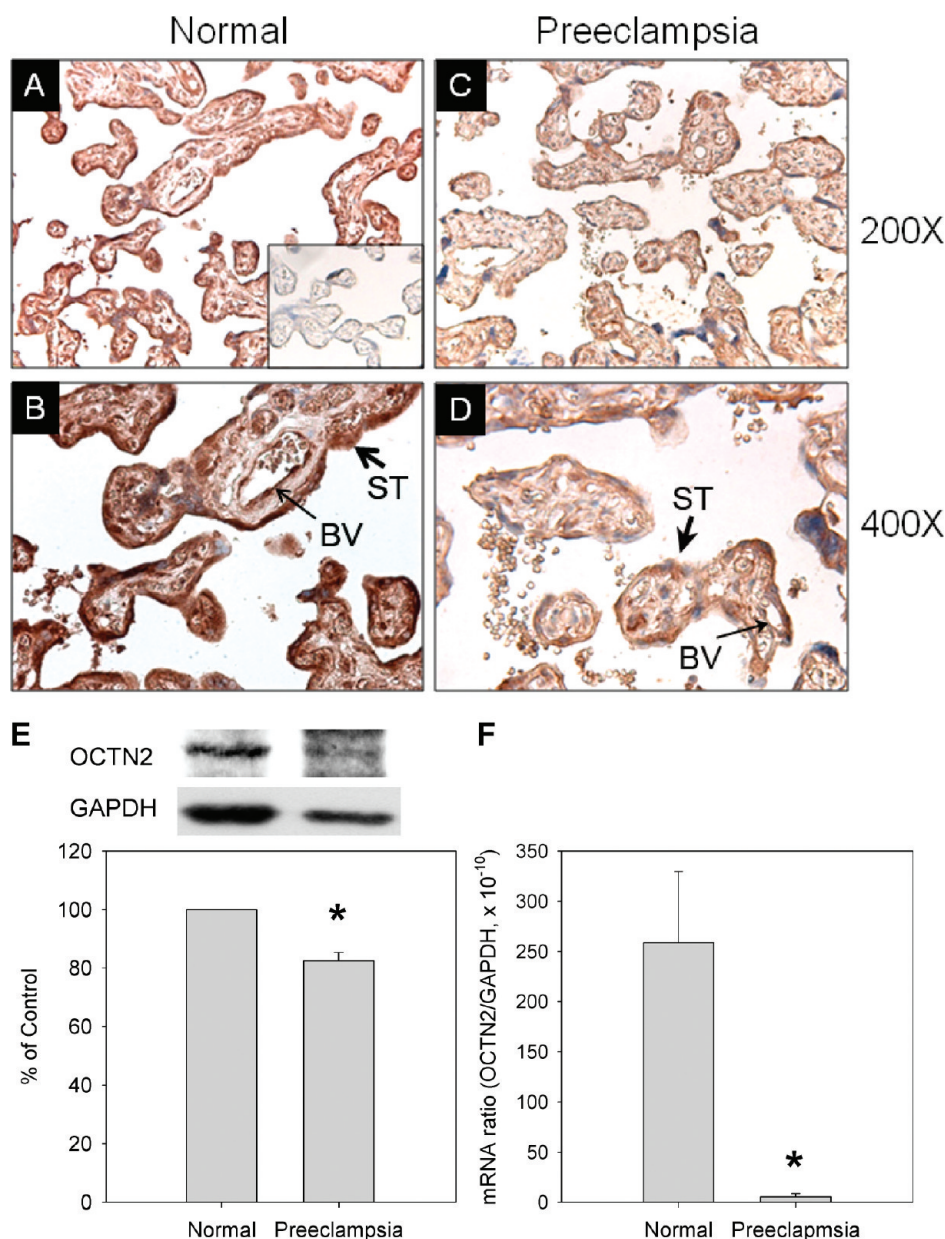 Normal
Preeclampsia
A
C
200X
B
ST
BV
D
ST
BV
400X
E
OCTN2
GAPDH
% of Control
120
100
80
60
40
20
0
*
Normal Preeclampsia
F
mRNA ratio (OCTN2/GAPDH, x 10⁻¹⁰)
350
300
250
200
150
100
50
0
*
Normal Preeclapmsia